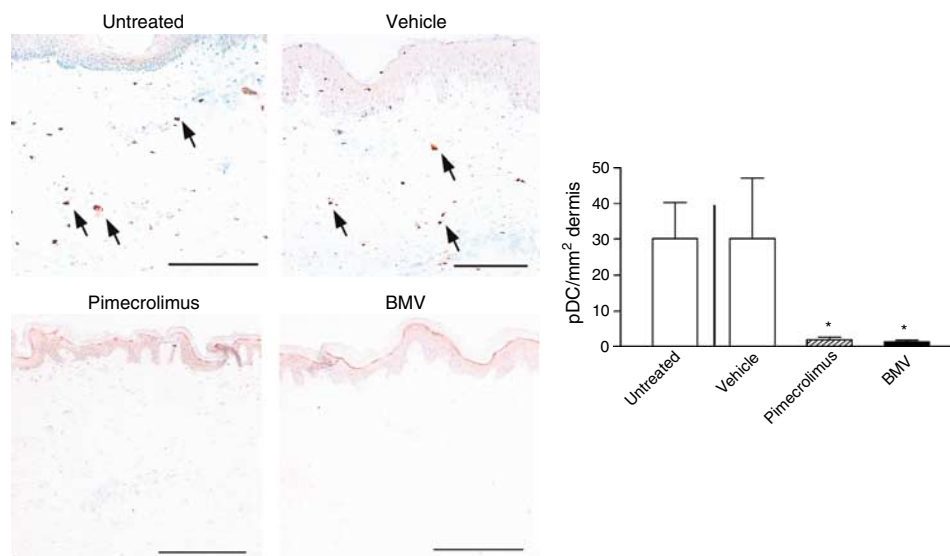 Untreated
Vehicle
Pimecrolimus
BMV
pDC/mm² dermis
50
40
30
20
10
0
*
*
Untreated
Vehicle
Pimecrolimus
BMV